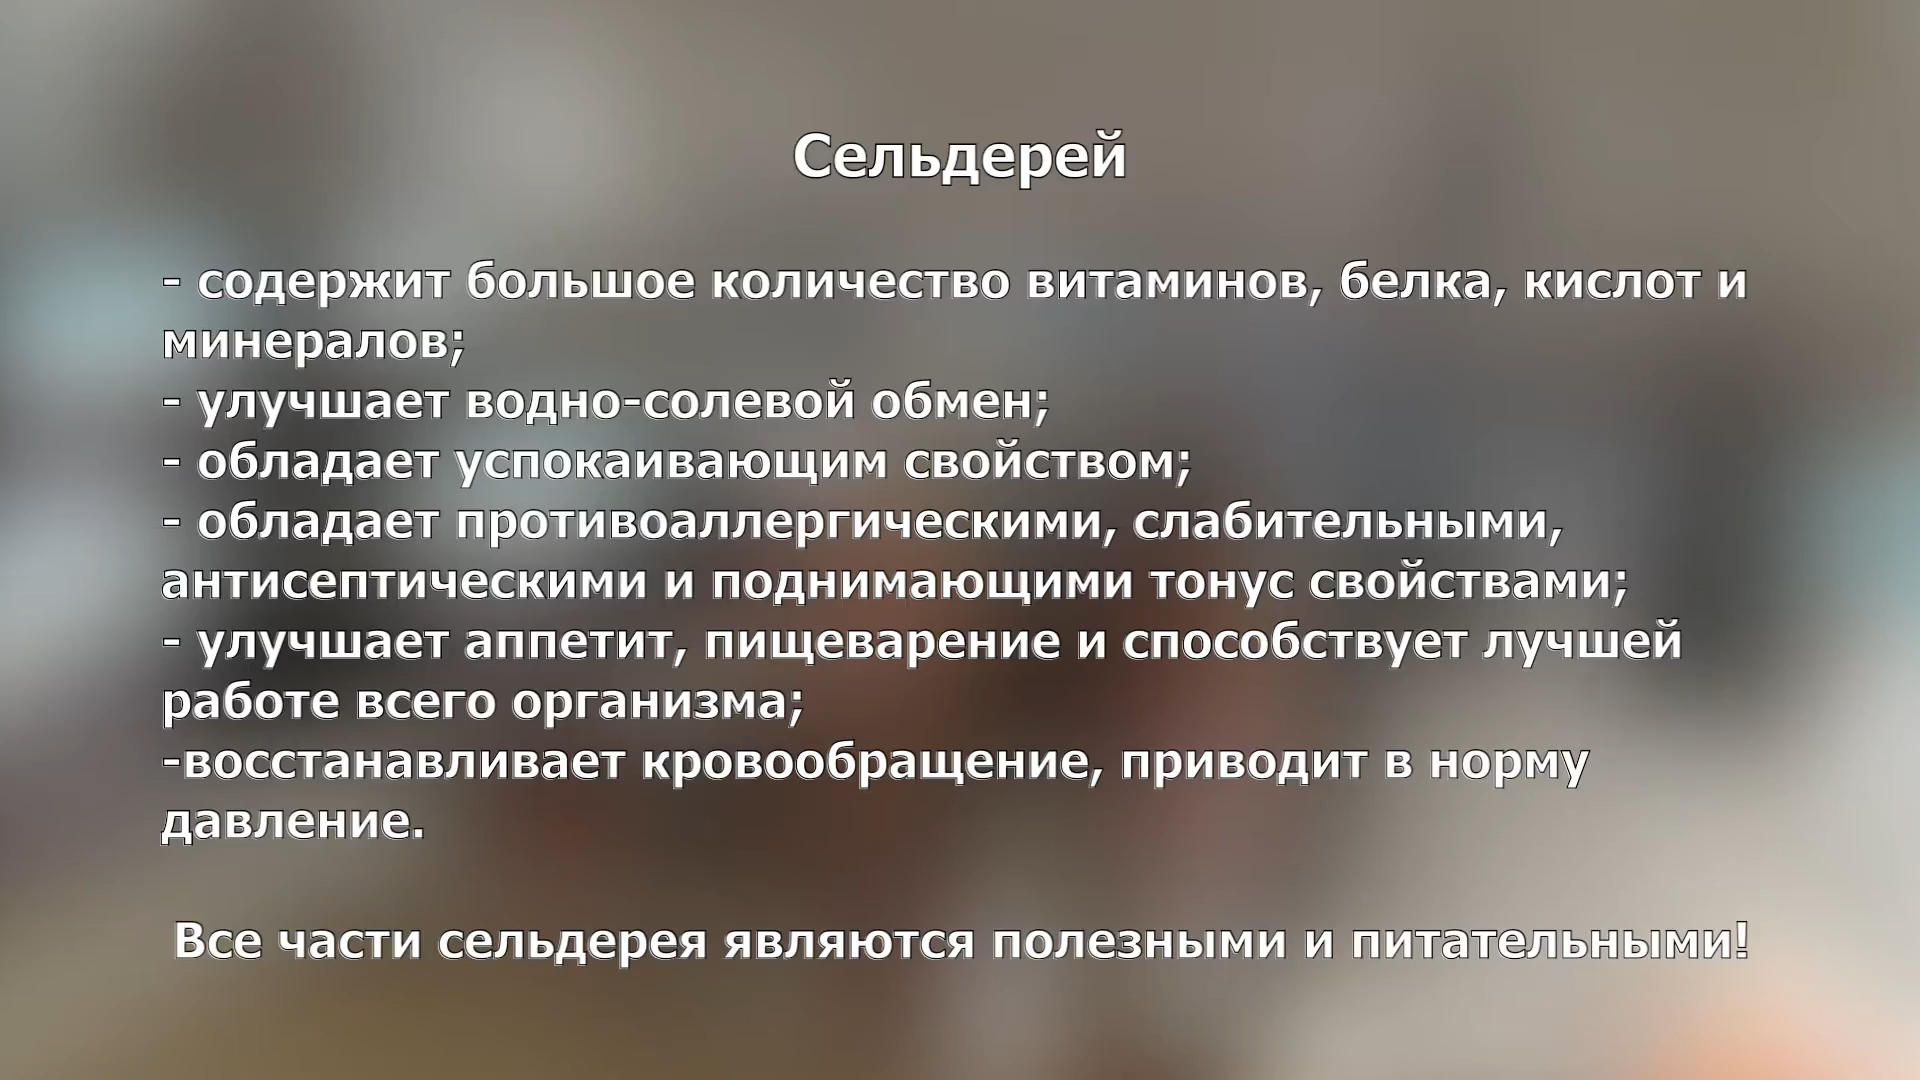 Сельдерей
- содержит большое количество витаминов, белка, кислот и
минералов;
- улучшает водно-солевой обмен;
- обладает успокаивающим свойством;
- обладает противоаллергическими, слабительными,
антисептическими и поднимающими тонус свойствами;
- улучшает аппетит, пищеварение и способствует лучшей
работе всего организма;
-восстанавливает кровообращение, приводит в норму
давление.
Все части сельдерея являются полезными и питательными!